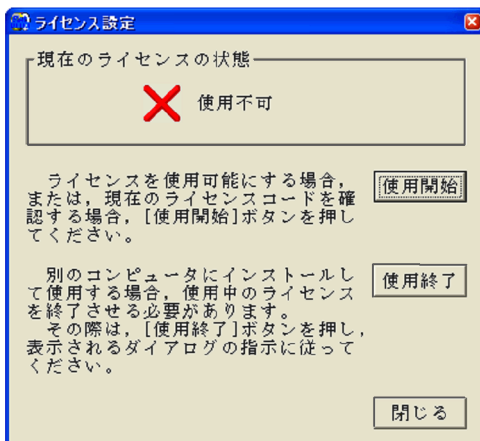 ライセンス設定
現在のライセンスの状態
使用不可
ライセンスを使用可能にする場合,
または, 現在のライセンスコードを確
認する場合, [使用開始]ボタンを押し
てください。
使用開始
別のコンピュータにインストールし
て使用する場合, 使用中のライセンス
を終了させる必要があります。
その際は, [使用終了]ボタンを押し,
表示されるダイアログの指示に従って
ください。
使用終了
閉じる